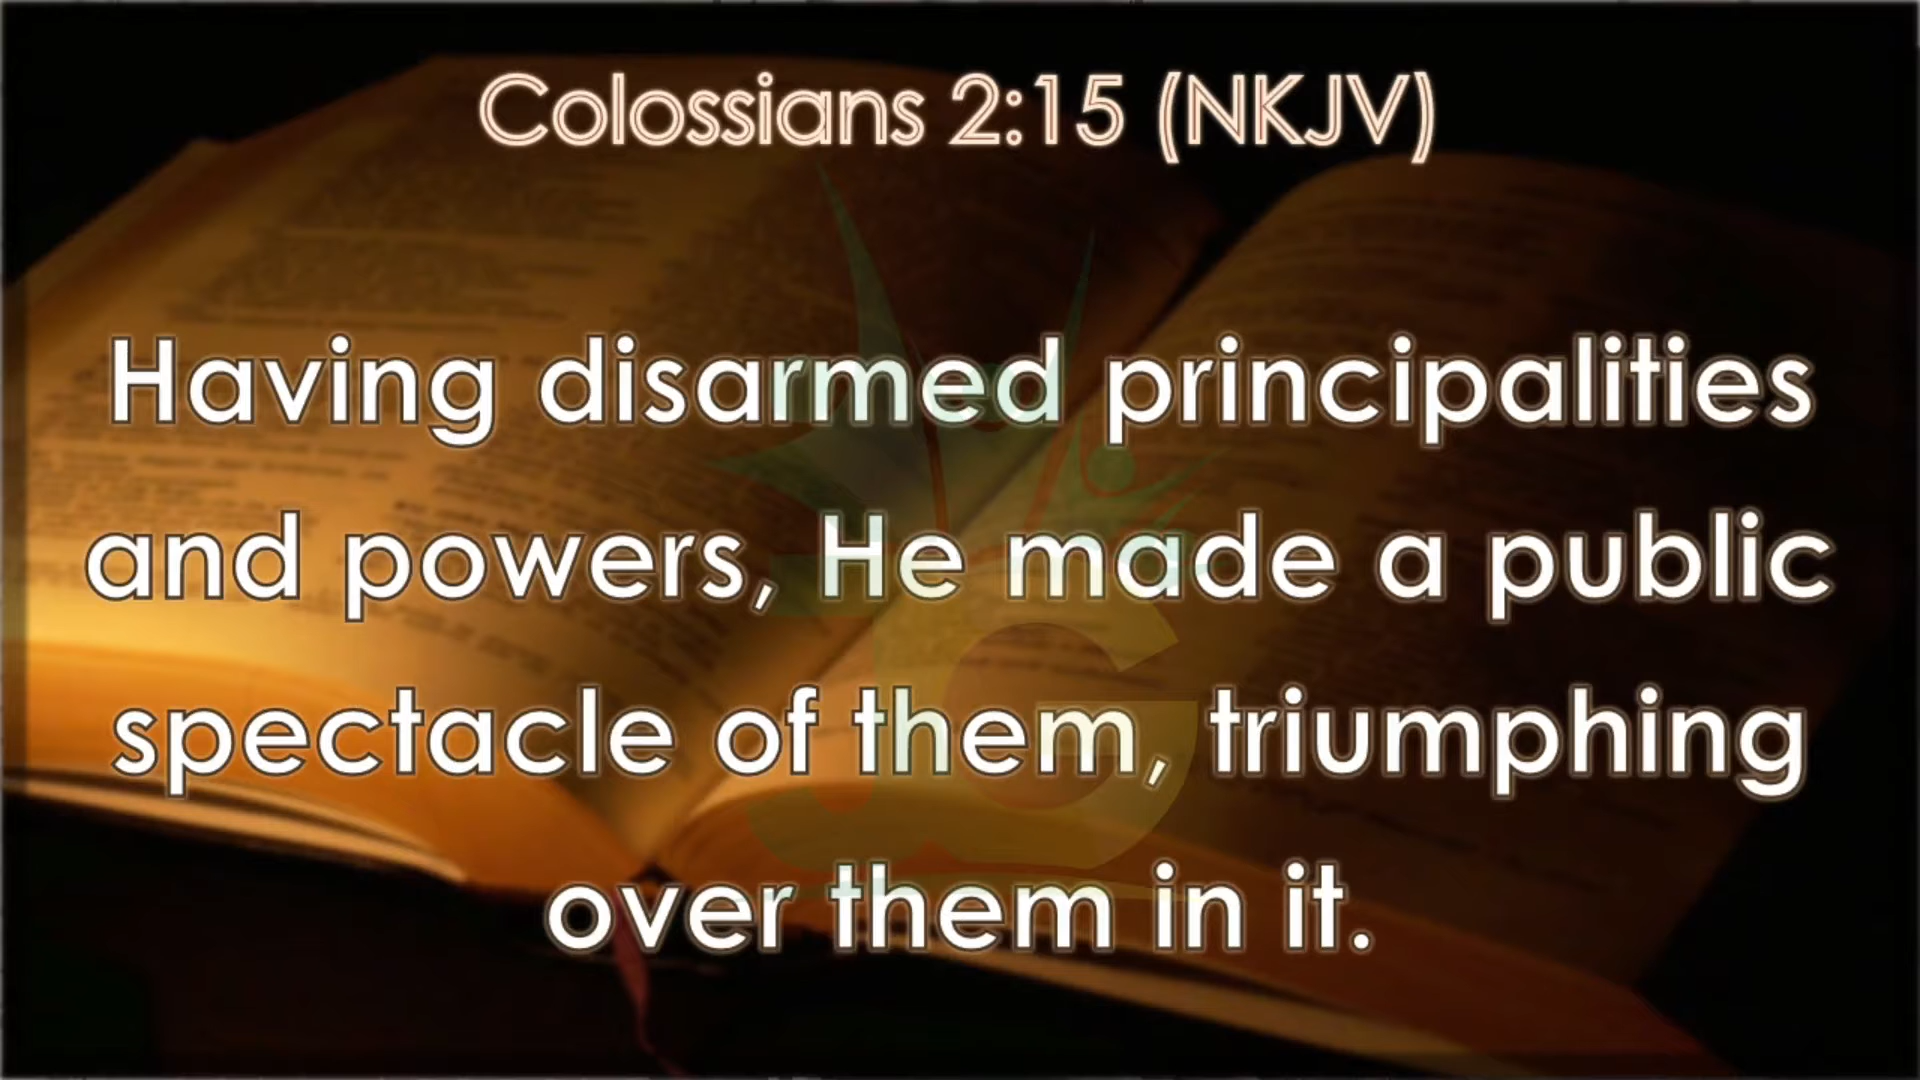 Colossians 2:15 (NKJV)
Having disarmed principalities
and powers, He made a public
spectacle of them, triumphing
over them in it.